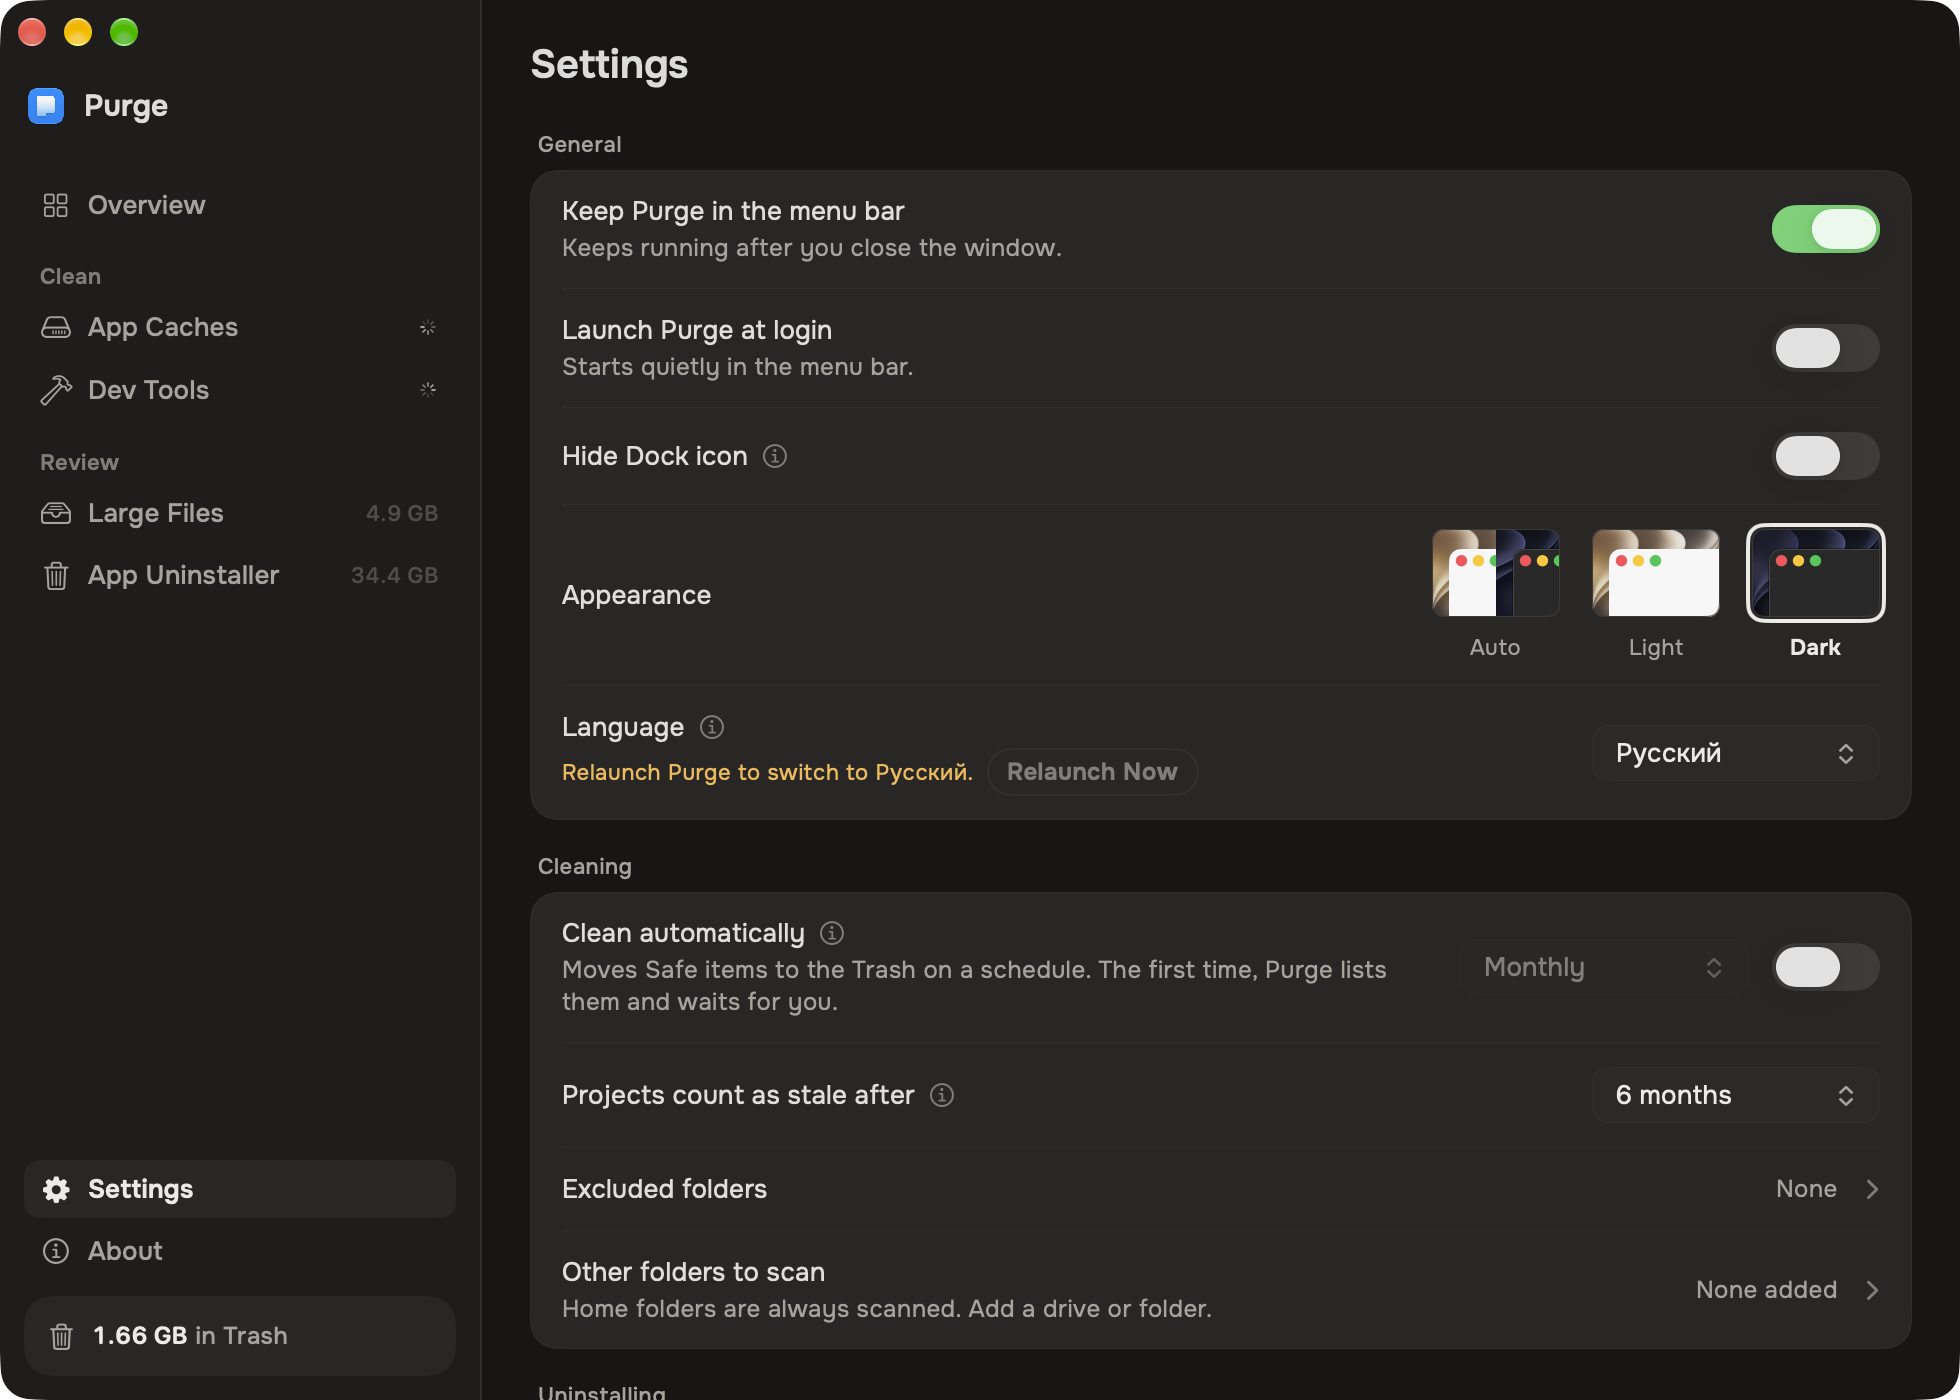 Purge
Overview
Clean
App Caches
Dev Tools
Review
Large Files 4.9 GB
App Uninstaller 34.4 GB
Settings
About
1.66 GB in Trash
Settings
General
Keep Purge in the menu bar
Keeps running after you close the window.
Launch Purge at login
Starts quietly in the menu bar.
Hide Dock icon
Appearance
Auto Light Dark
Language
Relaunch Purge to switch to Русский. Relaunch Now
Русский
Cleaning
Clean automatically
Moves Safe items to the Trash on a schedule. The first time, Purge lists
them and waits for you.
Monthly
Projects count as stale after
6 months
Excluded folders
None
Other folders to scan
Home folders are always scanned. Add a drive or folder.
None added
Uninstalling